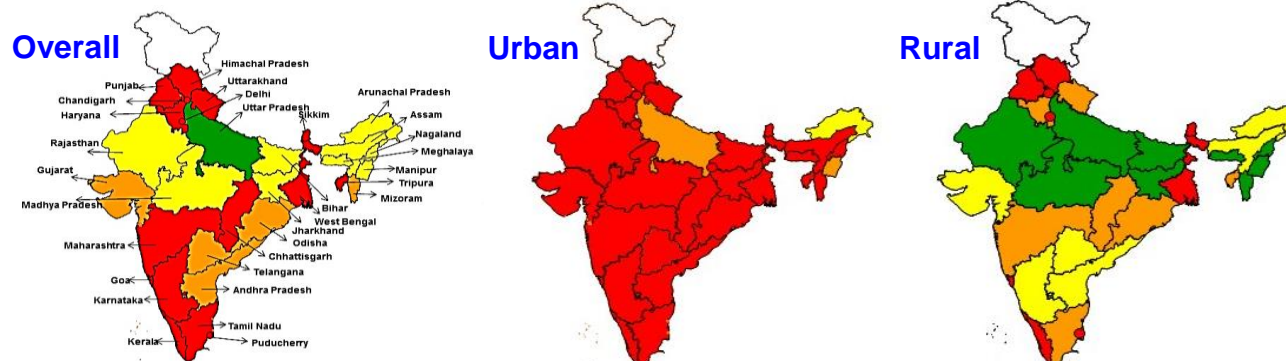 Overall
Urban
Rural
Himachal Pradesh
Punjab
Uttarakhand
Chandigarh
Delhi
Haryana
Uttar Pradesh
Sikkim
Arunachal Pradesh
Assam
Nagaland
Meghalaya
Manipur
Tripura
Mizoram
Rajasthan
Gujarat
Madhya Pradesh
Bihar
West Bengal
Jharkhand
Odisha
Chhattisgarh
Maharashtra
Telangana
Goa
Andhra Pradesh
Karnataka
Tamil Nadu
Kerala
Puducherry